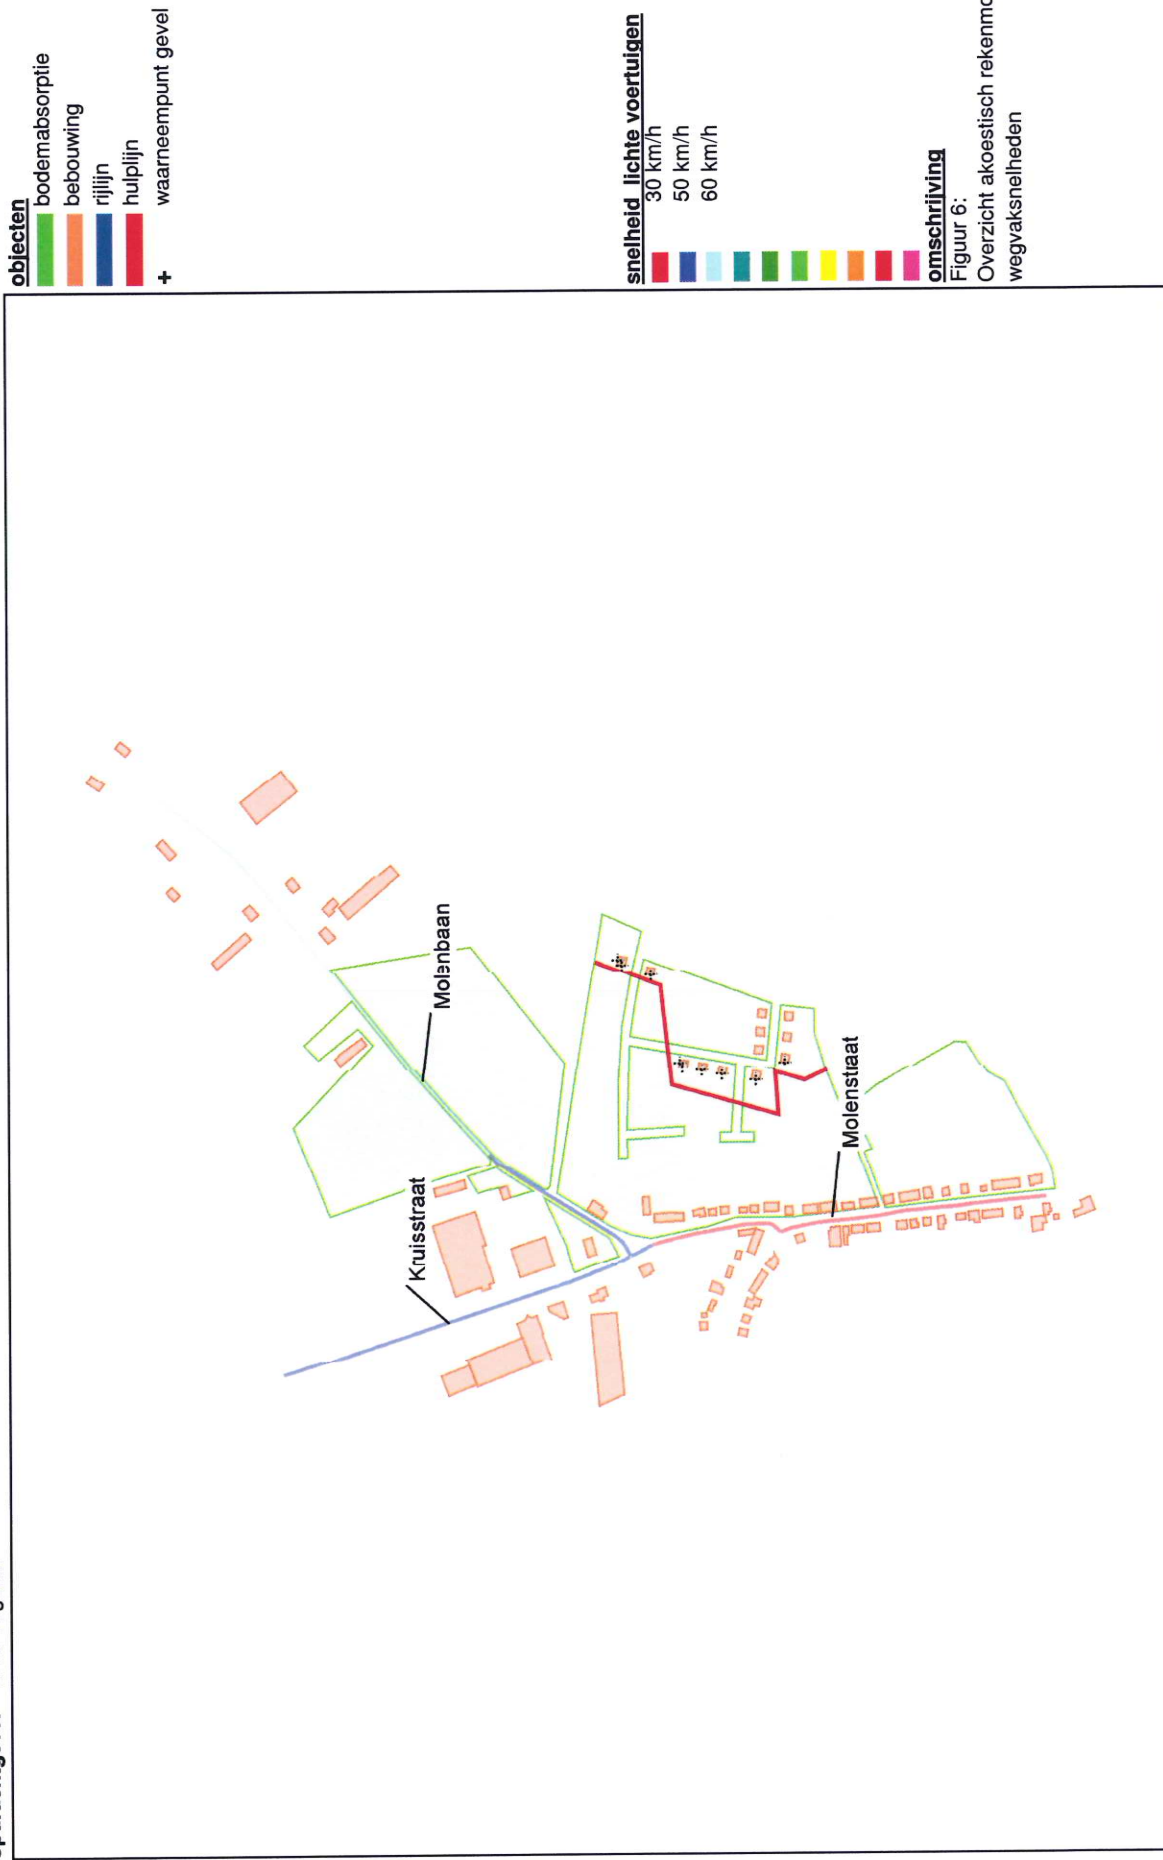 objecten
bodemabsorptie
bebouwing
rijlijn
hulplijn
+ waarneempunt gevel
snelheid lichte voertuigen
30 km/h
50 km/h
60 km/h
omschrijving
Figuur 6:
Overzicht akoestisch
wegvaksnelheden
Molenbaan
Kruisstraat
Molenstraat